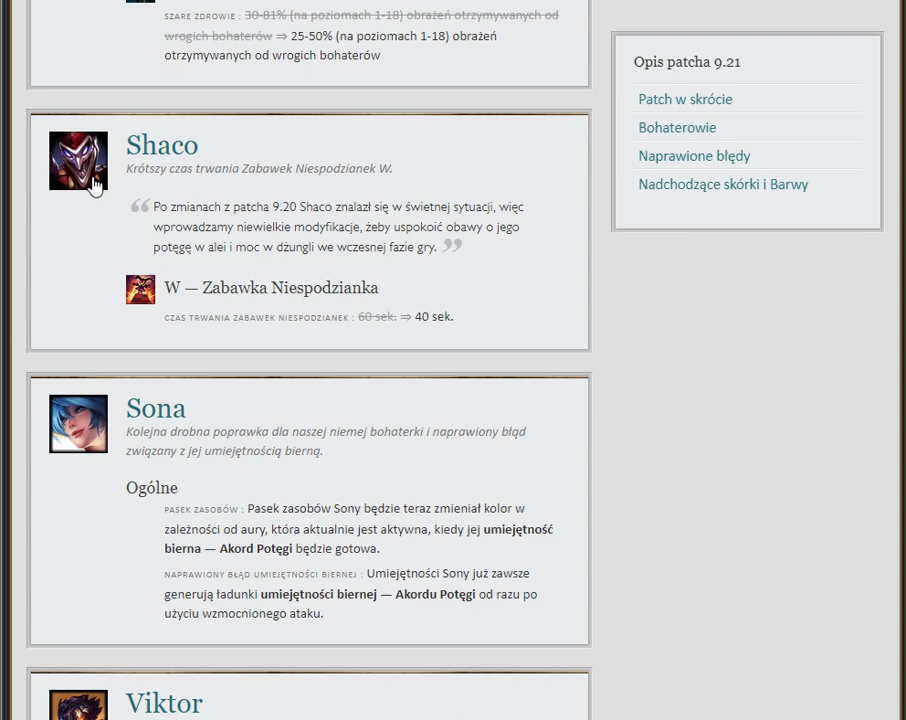 SZARE ZDROWIE : 30-81% (na poziomach 1-18) obrażeń otrzymywanych od
wrogich bohaterów ⇒ 25-50% (na poziomach 1-18) obrażeń
otrzymywanych od wrogich bohaterów
Shaco
Krótszy czas trwania Zabawek Niespodzianek W.
“ Po zmianach z patcha 9.20 Shaco znalazł się w świetnej sytuacji, więc
wprowadzamy niewielkie modyfikacje, żeby uspokoić obawy o jego
potęgę w alei i moc w dżungli we wczesnej fazie gry. ”
W — Zabawka Niespodzianka
CZAS TRWANIA ZABAWEK NIESPODZIANEK : 60 sek. ⇒ 40 sek.
Sona
Kolejna drobna poprawka dla naszej niemej bohaterki i naprawiony błąd
związany z jej umiejętnością bierną.
Ogólne
PASEK ZASOBÓW : Pasek zasobów Sony będzie teraz zmieniał kolor w
zależności od aury, która aktualnie jest aktywna, kiedy jej umiejętność
bierna — Akord Potęgi będzie gotowa.
NAPRAWIONY BŁĄD UMIEJĘTNOŚCI BIERNEJ : Umiejętności Sony już zawsze
generują ładunki umiejętności biernej — Akordu Potęgi od razu po
użyciu wzmocnionego ataku.
Viktor
Opis patcha 9.21
Patch w skrócie
Bohaterowie
Naprawione błędy
Nadchodzące skórki i Barwy